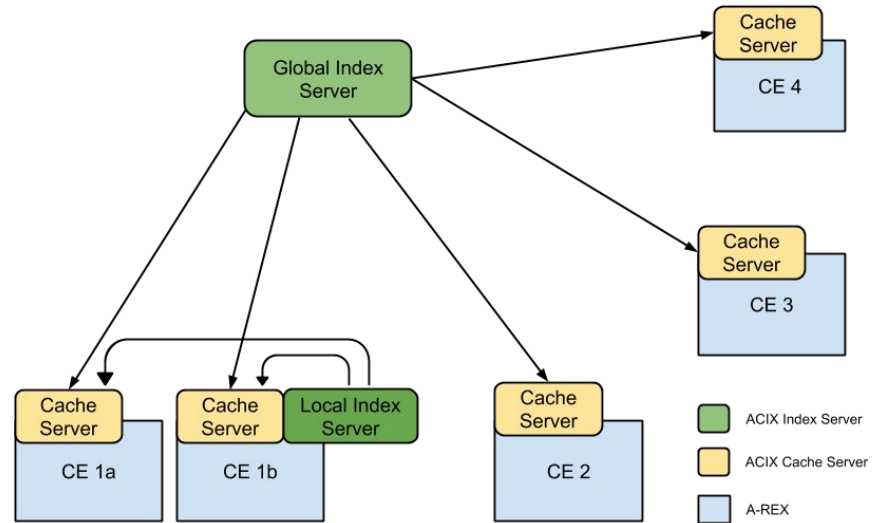 Cache
Server
CE 4
Global Index
Server
Cache
Server
CE 3
Cache
Server
CE 1a
Cache
Server
CE 1b
Local Index
Server
Cache
Server
CE 2
ACIX Index Server
ACIX Cache Server
A-REX